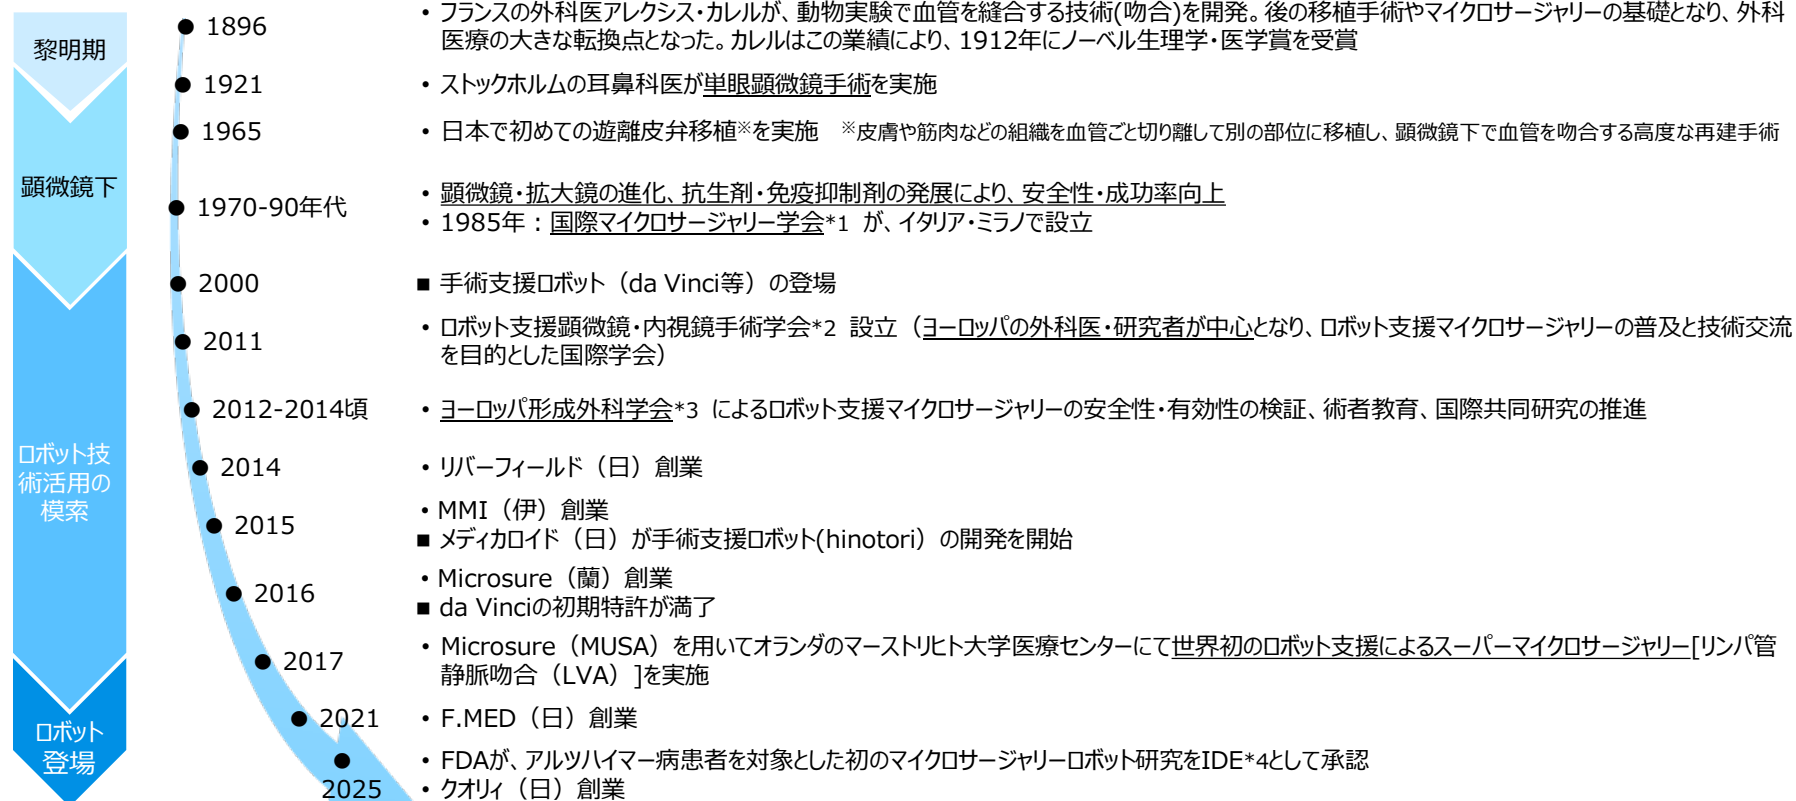 黎明期
顕微鏡下
ロボット技
術活用の
模索
ロボット
登場
1896
・フランスの外科医アレクシス・カレルが、動物実験で血管を縫合する技術(吻合)を開発。後の移植手術やマイクロサージャリーの基礎となり、外科
医療の大きな転換点となった。カレルはこの業績により、1912年にノーベル生理学・医学賞を受賞
1921
・ストックホルムの耳鼻科医が単眼顕微鏡手術を実施
1965
・日本で初めての遊離皮弁移植※を実施 ※皮膚や筋肉などの組織を血管ごと切り離して別の部位に移植し、顕微鏡下で血管を吻合する高度な再建手術
1970-90年代
・顕微鏡・拡大鏡の進化、抗生剤・免疫抑制剤の発展により、安全性・成功率向上
・1985年：国際マイクロサージャリー学会*1 が、イタリア・ミラノで設立
2000
■ 手術支援ロボット（da Vinci等）の登場
2011
・ロボット支援顕微鏡・内視鏡手術学会*2 設立（ヨーロッパの外科医・研究者が中心となり、ロボット支援マイクロサージャリーの普及と技術交流
を目的とした国際学会）
2012-2014頃
・ヨーロッパ形成外科学会*3 によるロボット支援マイクロサージャリーの安全性・有効性の検証、術者教育、国際共同研究の推進
2014
・リバーフィールド（日）創業
2015
・MMI（伊）創業
■ メディカロイド（日）が手術支援ロボット(hinotori）の開発を開始
2016
・Microsure（蘭）創業
■ da Vinciの初期特許が満了
2017
・Microsure（MUSA）を用いてオランダのマーストリヒト大学医療センターにて世界初のロボット支援によるスーパーマイクロサージャリー[リンパ管
静脈吻合（LVA）]を実施
2021
・F.MED（日）創業
2025
・FDAが、アルツハイマー病患者を対象とした初のマイクロサージャリーロボット研究をIDE*4として承認
・クオリィ（日）創業